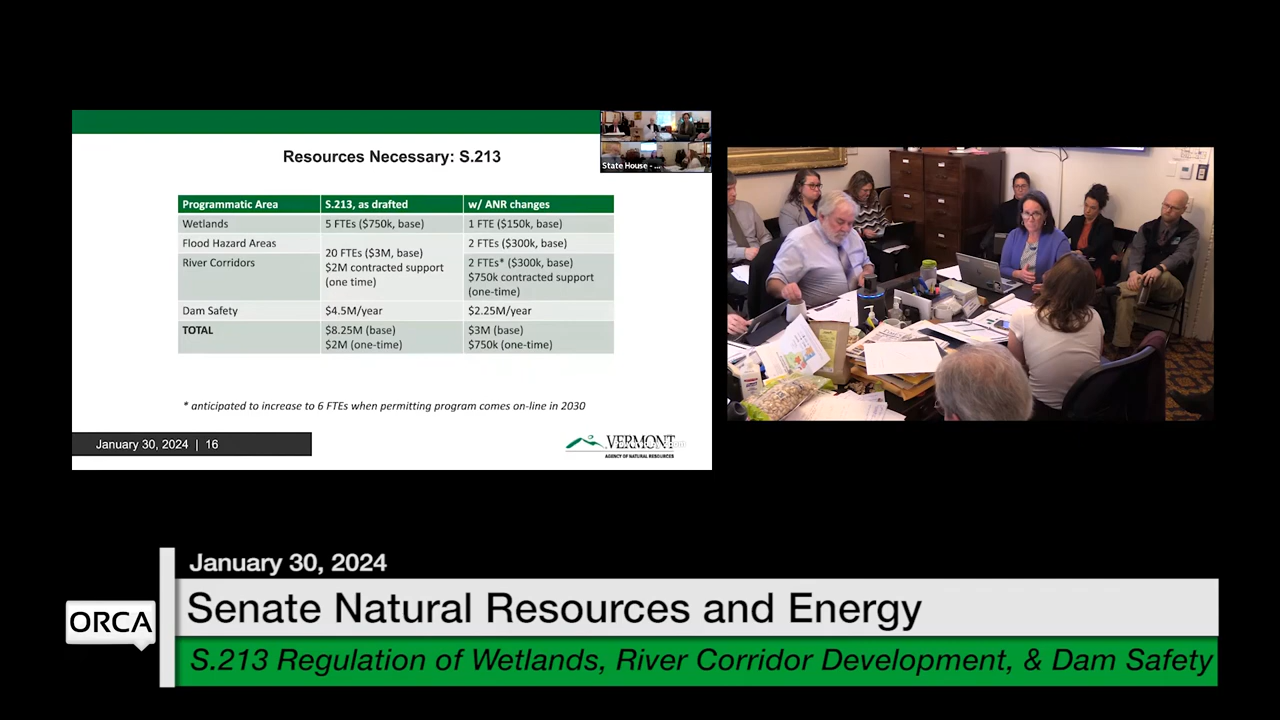 Resources Necessary: S.213
State House - ...
Programmatic Area S.213, as drafted w/ ANR changes
Wetlands 5 FTEs ($750k, base) 1 FTE ($150k, base)
Flood Hazard Areas 20 FTEs ($3M, base) $2M contracted support (one time) 2 FTEs ($300k, base)
River Corridors 2 FTEs* ($300k, base) $750k contracted support (one-time)
Dam Safety $4.5M/year $2.25M/year
TOTAL $8.25M (base) $2M (one-time) $3M (base) $750k (one-time)
* anticipated to increase to 6 FTEs when permitting program comes on-line in 2030
January 30, 2024 | 16
VERMONT
AGENCY OF NATURAL RESOURCES
January 30, 2024
ORCA
Senate Natural Resources and Energy
S.213 Regulation of Wetlands, River Corridor Development, & Dam Safety